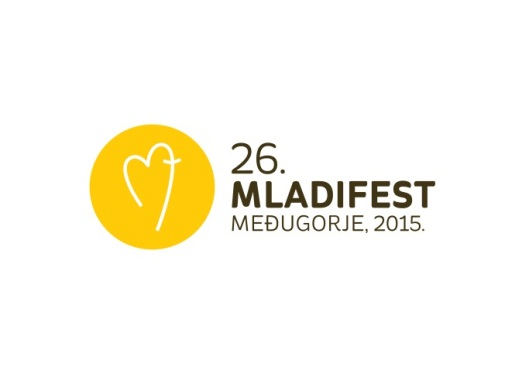 26.
MLADIFEST
MEĐUGORJE, 2015.